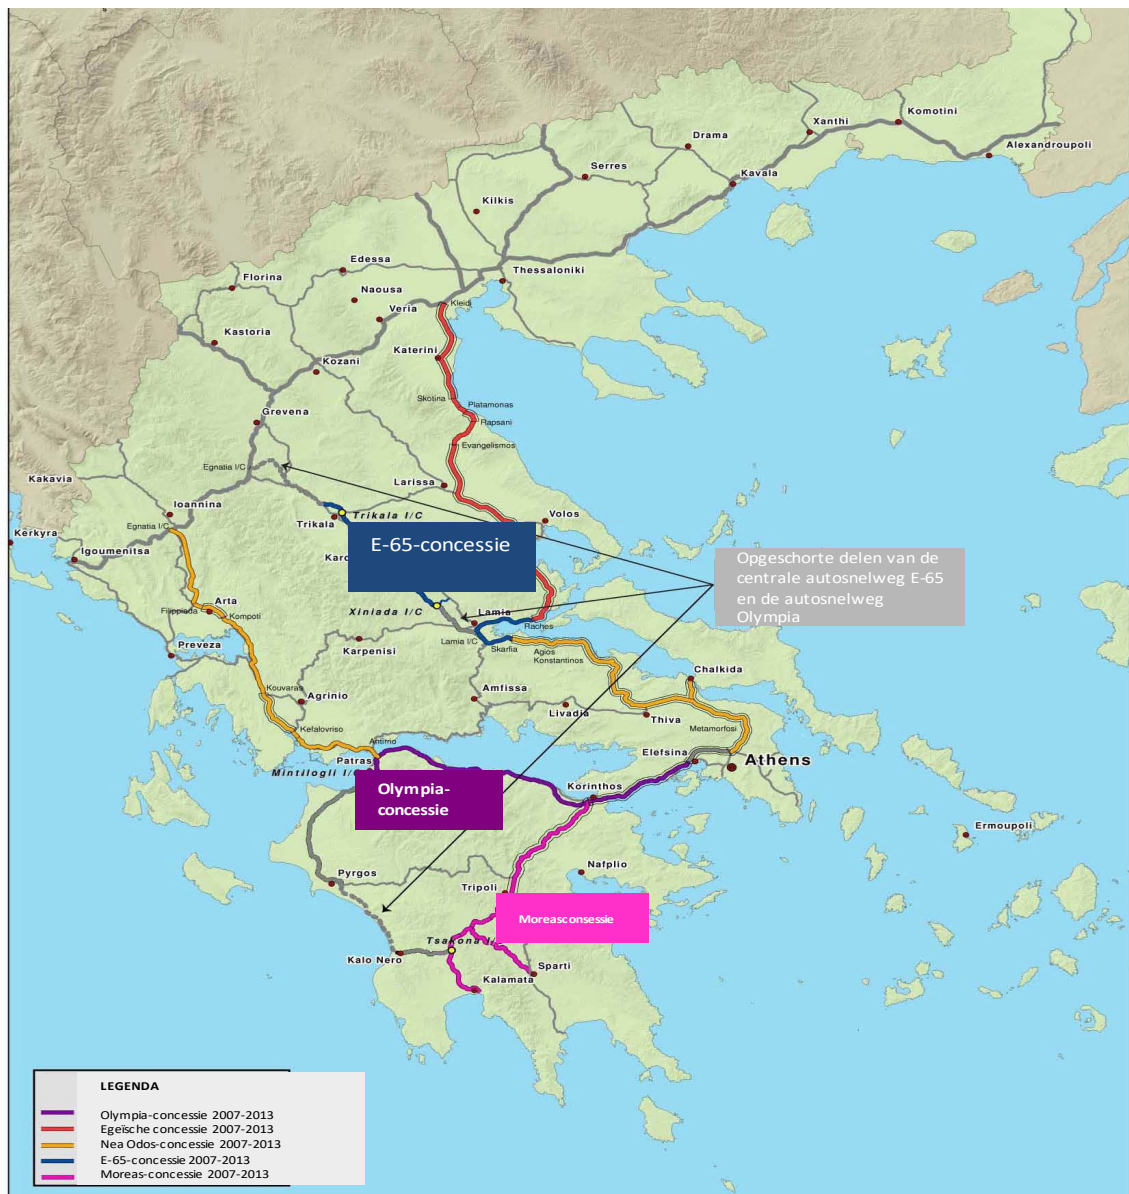 Komotini
Xanthi
Drama
Alexandroupoli
Serres
Kavala
Kilkis
Edessa
Thessaloniki
Florina
Naousa
Veria
Kleidi
Kastoria
Katerini
Kozani
Skotina
Platamonas
Grevena
Rapsani
Evangelismos
Egnatia I/C
Kakavia
Larissa
Ioannina
Trikala I/C
Volos
Trikala
Egnatia I/C
Kerkyra
E-65-concessie
Igoumenitsa
Kard
Opgeschorte delen van de
centrale autosnelweg E-65
en de autosnelweg
Olympia
Arta
Filippiada
Xiniada I/C
Lamia
Kompoti
Raches
Lamia I/C
Preveza
Karpenisi
Skarfia
Agios
Konstantinos
Chalkida
Kouvaras
Agrinio
Amfissa
Livadia
Thiva
Kefalovriso
Metamorfosi
Antirrio
Elefsina
Athens
Patras
Mintilogli I/C
Olympia-
concessie
Korinthos
Ermoupoli
Nafplio
Pyrgos
Tripoli
Moreasconsessie
Tsakona I/
Kalo Nero
Sparti
Kalamata
LEGENDA
Olympia-concessie 2007-2013
Egeïsche concessie 2007-2013
Nea Odos-concessie 2007-2013
E-65-concessie 2007-2013
Moreas-concessie 2007-2013